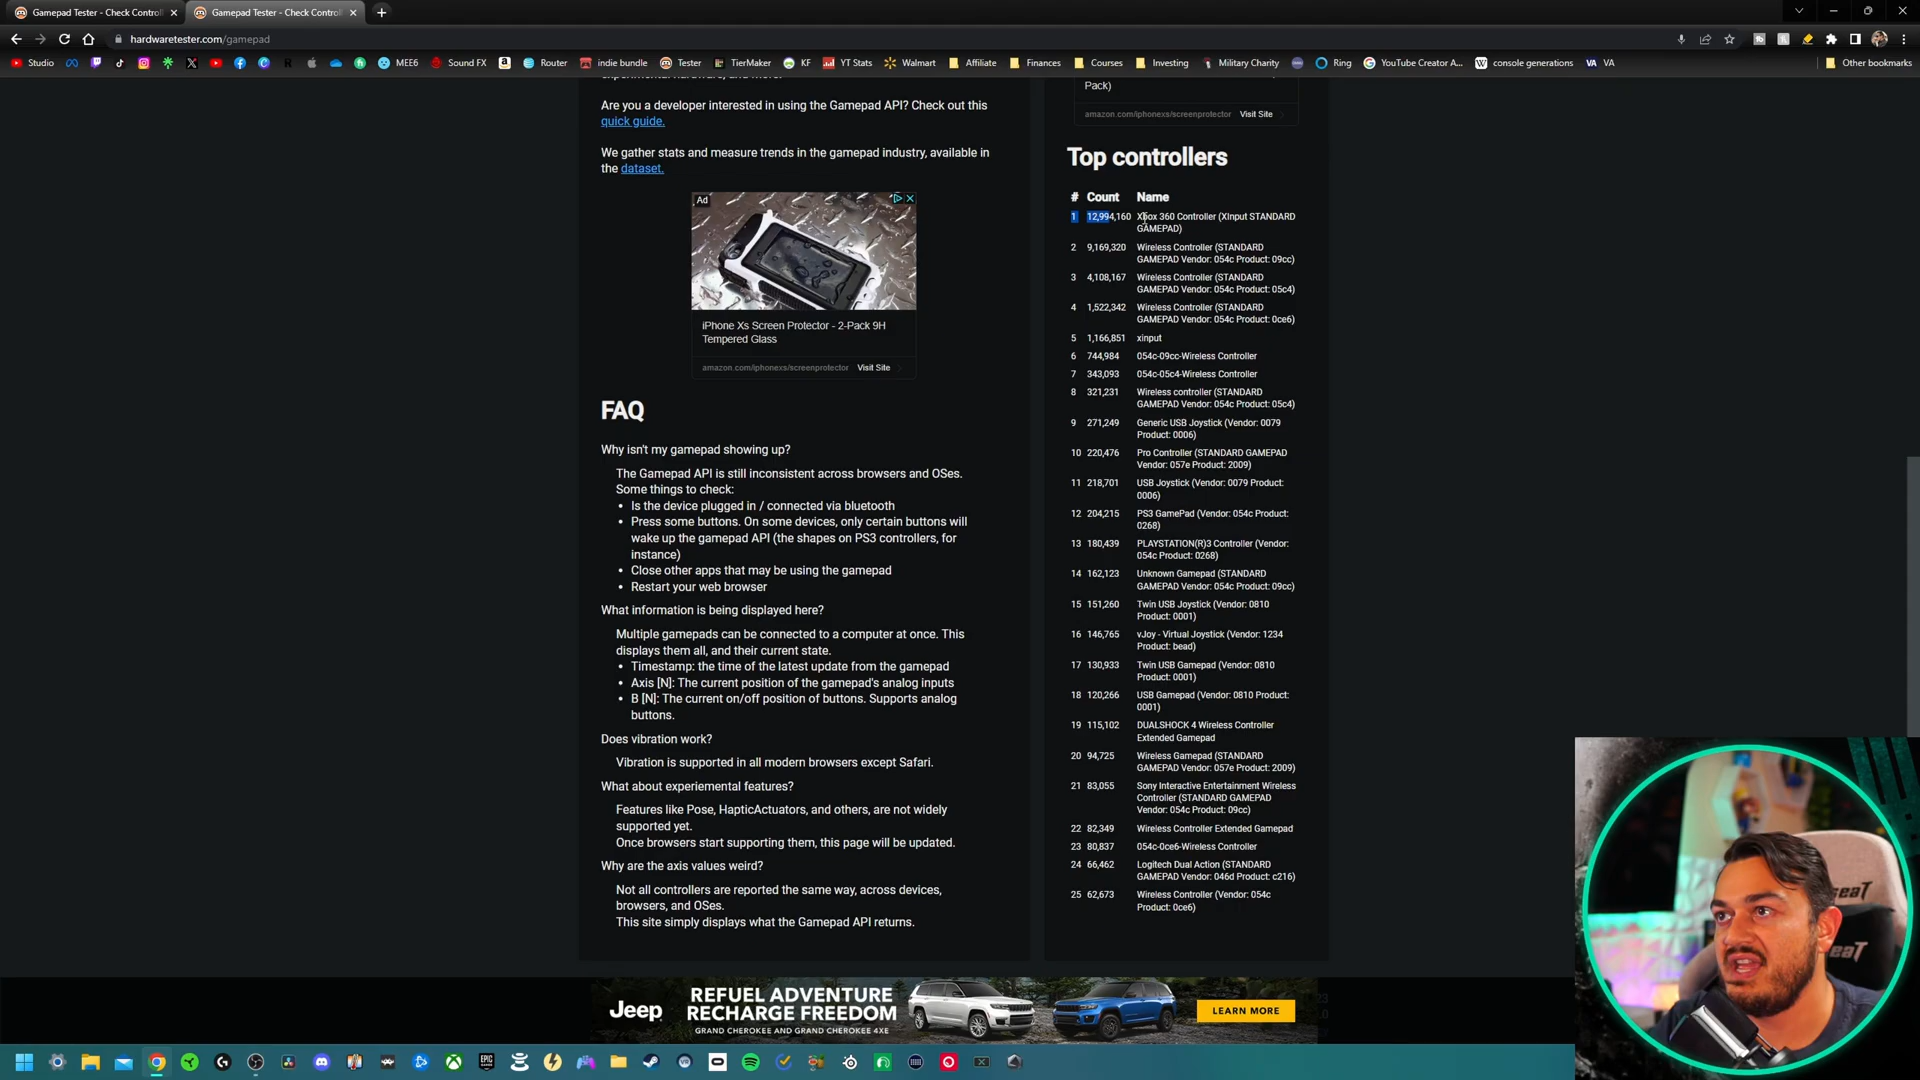 Gamepad Tester - Check Controll
Gamepad Tester - Check Controll
hardwaretester.com/gamepad
Studio
MEE6
Sound FX
Router
indie bundle
Tester
TierMaker
KF
YT Stats
Walmart
Affiliate
Finances
Courses
Investing
Military Charity
Ring
YouTube Creator A...
console generations
VA
VA
Other bookmarks
Are you a developer interested in using the Gamepad API? Check out this
quick guide.
We gather stats and measure trends in the gamepad industry, available in
the dataset.
Ad
iPhone Xs Screen Protector - 2-Pack 9H
Tempered Glass
amazon.com/iphonexs/screenprotector Visit Site
FAQ
Why isn't my gamepad showing up?
The Gamepad API is still inconsistent across browsers and OSes.
Some things to check:
• Is the device plugged in / connected via bluetooth
• Press some buttons. On some devices, only certain buttons will
wake up the gamepad API (the shapes on PS3 controllers, for
instance)
• Close other apps that may be using the gamepad
• Restart your web browser
What information is being displayed here?
Multiple gamepads can be connected to a computer at once. This
displays them all, and their current state.
• Timestamp: the time of the latest update from the gamepad
• Axis [N]: The current position of the gamepad's analog inputs
• B [N]: The current on/off position of buttons. Supports analog
buttons.
Does vibration work?
Vibration is supported in all modern browsers except Safari.
What about experiemental features?
Features like Pose, HapticActuators, and others, are not widely
supported yet.
Once browsers start supporting them, this page will be updated.
Why are the axis values weird?
Not all controllers are reported the same way, across devices,
browsers, and OSes.
This site simply displays what the Gamepad API returns.
Pack)
amazon.com/iphonexs/screenprotector Visit Site
Top controllers
# Count Name
1 12,994,160 Xbox 360 Controller (XInput STANDARD
GAMEPAD)
2 9,169,320 Wireless Controller (STANDARD
GAMEPAD Vendor: 054c Product: 09cc)
3 4,108,167 Wireless Controller (STANDARD
GAMEPAD Vendor: 054c Product: 05c4)
4 1,522,342 Wireless Controller (STANDARD
GAMEPAD Vendor: 054c Product: 0ce6)
5 1,166,851 xinput
6 744,984 054c-09cc-Wireless Controller
7 343,093 054c-05c4-Wireless Controller
8 321,231 Wireless controller (STANDARD
GAMEPAD Vendor: 054c Product: 05c4)
9 271,249 Generic USB Joystick (Vendor: 0079
Product: 0006)
10 220,476 Pro Controller (STANDARD GAMEPAD
Vendor: 057e Product: 2009)
11 218,701 USB Joystick (Vendor: 0079 Product:
0006)
12 204,215 PS3 GamePad (Vendor: 054c Product:
0268)
13 180,439 PLAYSTATION(R)3 Controller (Vendor:
054c Product: 0268)
14 162,123 Unknown Gamepad (STANDARD
GAMEPAD Vendor: 054c Product: 09cc)
15 151,260 Twin USB Joystick (Vendor: 0810
Product: 0001)
16 146,765 vJoy - Virtual Joystick (Vendor: 1234
Product: bead)
17 130,933 Twin USB Gamepad (Vendor: 0810
Product: 0001)
18 120,266 USB Gamepad (Vendor: 0810 Product:
0001)
19 115,102 DUALSHOCK 4 Wireless Controller
Extended Gamepad
20 94,725 Wireless Gamepad (STANDARD
GAMEPAD Vendor: 057e Product: 2009)
21 83,055 Sony Interactive Entertainment Wireless
Controller (STANDARD GAMEPAD
Vendor: 054c Product: 09cc)
22 82,349 Wireless Controller Extended Gamepad
23 80,837 054c-0ce6-Wireless Controller
24 66,462 Logitech Dual Action (STANDARD
GAMEPAD Vendor: 046d Product: c216)
25 62,673 Wireless Controller (Vendor: 054c
Product: 0ce6)
Jeep
REFUEL ADVENTURE
RECHARGE FREEDOM
GRAND CHEROKEE AND GRAND CHEROKEE 4XE
LEARN MORE